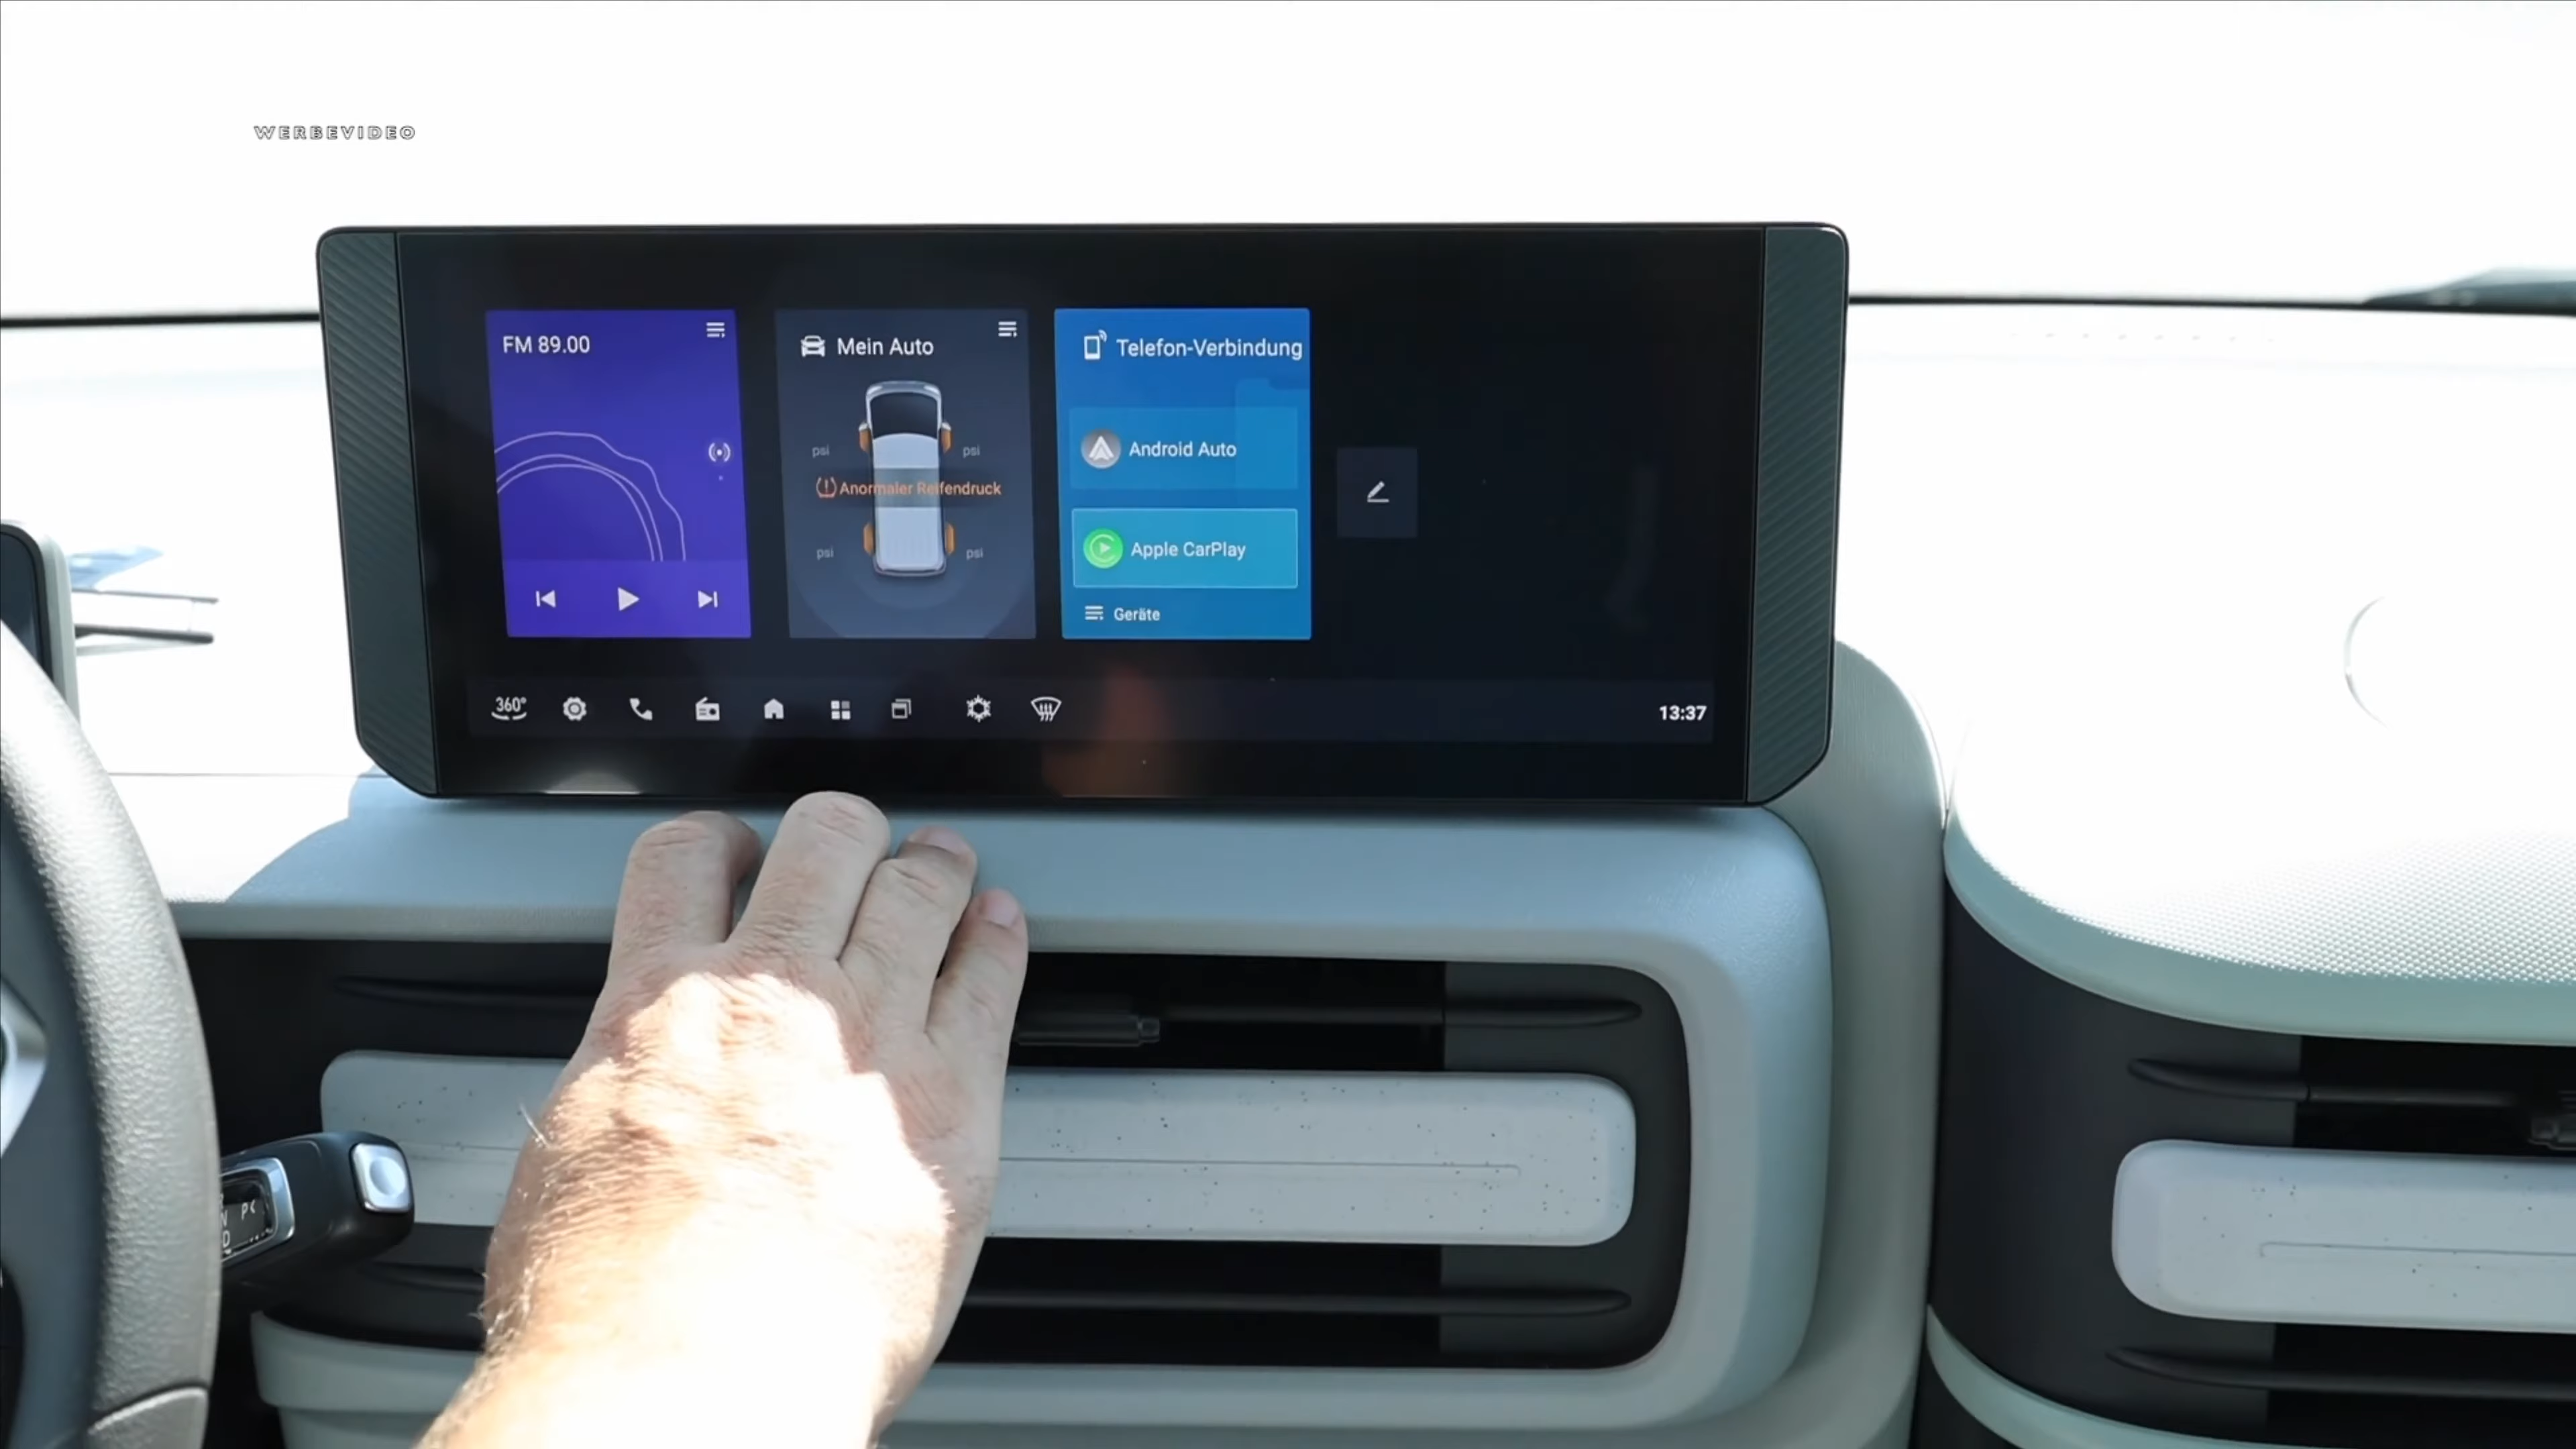 WERBEVIDEO
FM 89.00
Mein Auto
psi
psi
Anormaler Reifendruck
psi
psi
Telefon-Verbindung
Android Auto
Apple CarPlay
Geräte
360°
13:37
N
P<
D